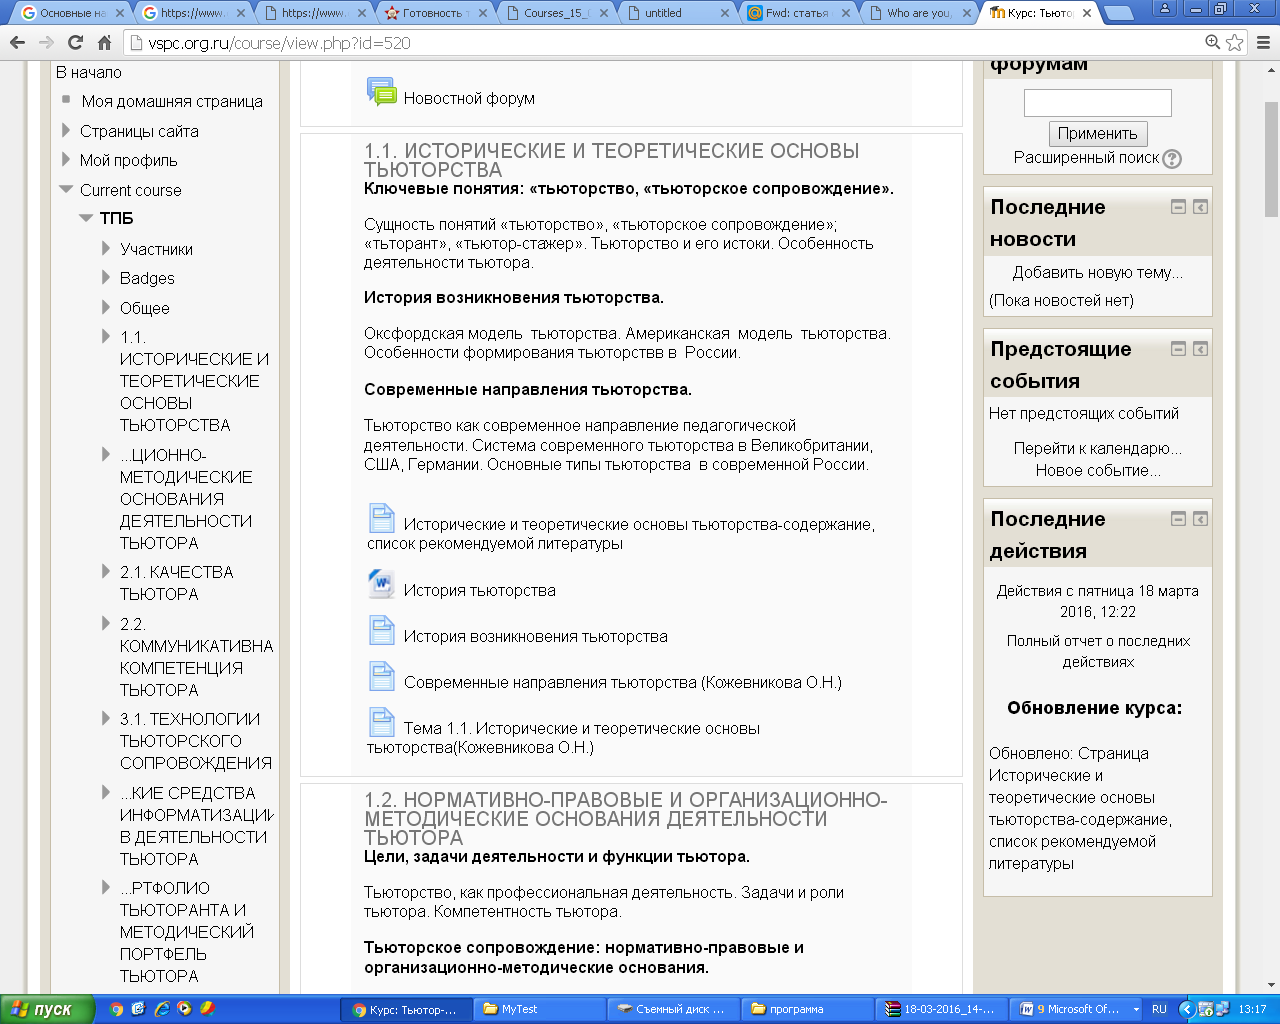 Основные на
https://www.
https://www.
Готовность т
Courses_15_
untitled
Fwd: статья
Who are you,
Курс: Тьютор
vspc.org.ru/course/view.php?id=520
В начало
Моя домашняя страница
Страницы сайта
Мой профиль
Current course
ТПБ
Участники
Badges
Общее
1.1.
ИСТОРИЧЕСКИЕ И
ТЕОРЕТИЧЕСКИЕ
ОСНОВЫ
ТЬЮТОРСТВА
...ЦИОННО-
МЕТОДИЧЕСКИЕ
ОСНОВАНИЯ
ДЕЯТЕЛЬНОСТИ
ТЬЮТОРА
2.1. КАЧЕСТВА
ТЬЮТОРА
2.2.
КОММУНИКАТИВНА
КОМПЕТЕНЦИЯ
ТЬЮТОРА
3.1. ТЕХНОЛОГИИ
ТЬЮТОРСКОГО
СОПРОВОЖДЕНИЯ
...КИЕ СРЕДСТВА
ИНФОРМАТИЗАЦИИ
В ДЕЯТЕЛЬНОСТИ
ТЬЮТОРА
...РТФОЛИО
ТЬЮТОРАНТА И
МЕТОДИЧЕСКИЙ
ПОРТФЕЛЬ
ТЬЮТОРА
Новостной форум
1.1. ИСТОРИЧЕСКИЕ И ТЕОРЕТИЧЕСКИЕ ОСНОВЫ
ТЬЮТОРСТВА
Ключевые понятия: «тьюторство, «тьюторское сопровождение».
Сущность понятий «тьюторство», «тьюторское сопровождение»;
«тьторант», «тьютор-стажер». Тьюторство и его истоки. Особенность
деятельности тьютора.
История возникновения тьюторства.
Оксфордская модель тьюторства. Американская модель тьюторства.
Особенности формирования тьюторств в России.
Современные направления тьюторства.
Тьюторство как современное направление педагогической
деятельности. Система современного тьюторства в Великобритании,
США, Германии. Основные типы тьюторства в современной России.
Исторические и теоретические основы тьюторства-содержание,
список рекомендуемой литературы
История тьюторства
История возникновения тьюторства
Современные направления тьюторства (Кожевникова О.Н.)
Тема 1.1. Исторические и теоретические основы
тьюторства(Кожевникова О.Н.)
1.2. НОРМАТИВНО-ПРАВОВЫЕ И ОРГАНИЗАЦИОННО-
МЕТОДИЧЕСКИЕ ОСНОВАНИЯ ДЕЯТЕЛЬНОСТИ
ТЬЮТОРА
Цели, задачи деятельности и функции тьютора.
Тьюторство, как профессиональная деятельность. Задачи и роли
тьютора. Компетентность тьютора.
Тьюторское сопровождение: нормативно-правовые и
организационно-методические основания.
форумам
Применить
Расширенный поиск
Последние
новости
Добавить новую тему...
(Пока новостей нет)
Предстоящие
события
Нет предстоящих событий
Перейти к календарю...
Новое событие...
Последние
действия
Действия с пятница 18 марта
2016, 12:22
Полный отчет о последних
действиях
Обновление курса:
Обновлено: Страница
Исторические и
теоретические основы
тьюторства-содержание,
список рекомендуемой
литературы
пуск
Курс: Тьютор-...
MyTest
Съемный диск ...
программа
18-03-2016_14-...
9 Microsoft Of...
RU
13:17